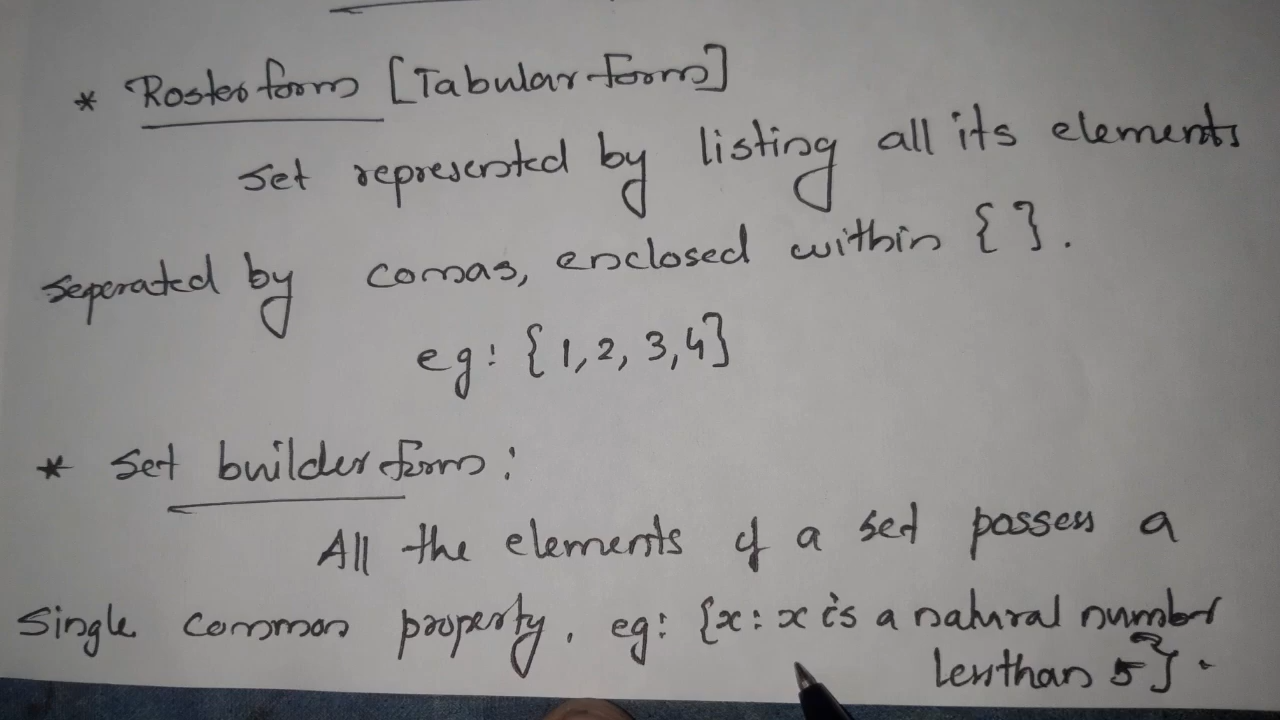 * Roster form [Tabular form]
set represented by listing all its elements
seperated by comas, enclosed within { }.
eg: {1, 2, 3, 4}
* Set builder form:
All the elements of a set possess a
single common property. eg: {x: x is a natural number
less than 5}.